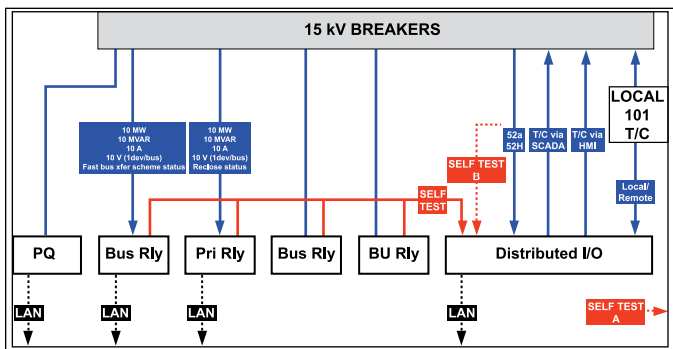 15 kV BREAKERS
10 MW
10 MVAR
10 A
10 V (1dev/bus)
Fast bus xfer scheme status
10 MW
10 MVAR
10 A
10 V (1dev/bus)
Reclose status
52a
52H
T/C via
SCADA
T/C via
HMI
LOCAL
101
T/C
SELF TEST
B
SELF
TEST
Local/
Remote
PQ
Bus Rly
Pri Rly
Bus Rly
BU Rly
Distributed I/O
LAN
LAN
LAN
LAN
SELF TEST
A